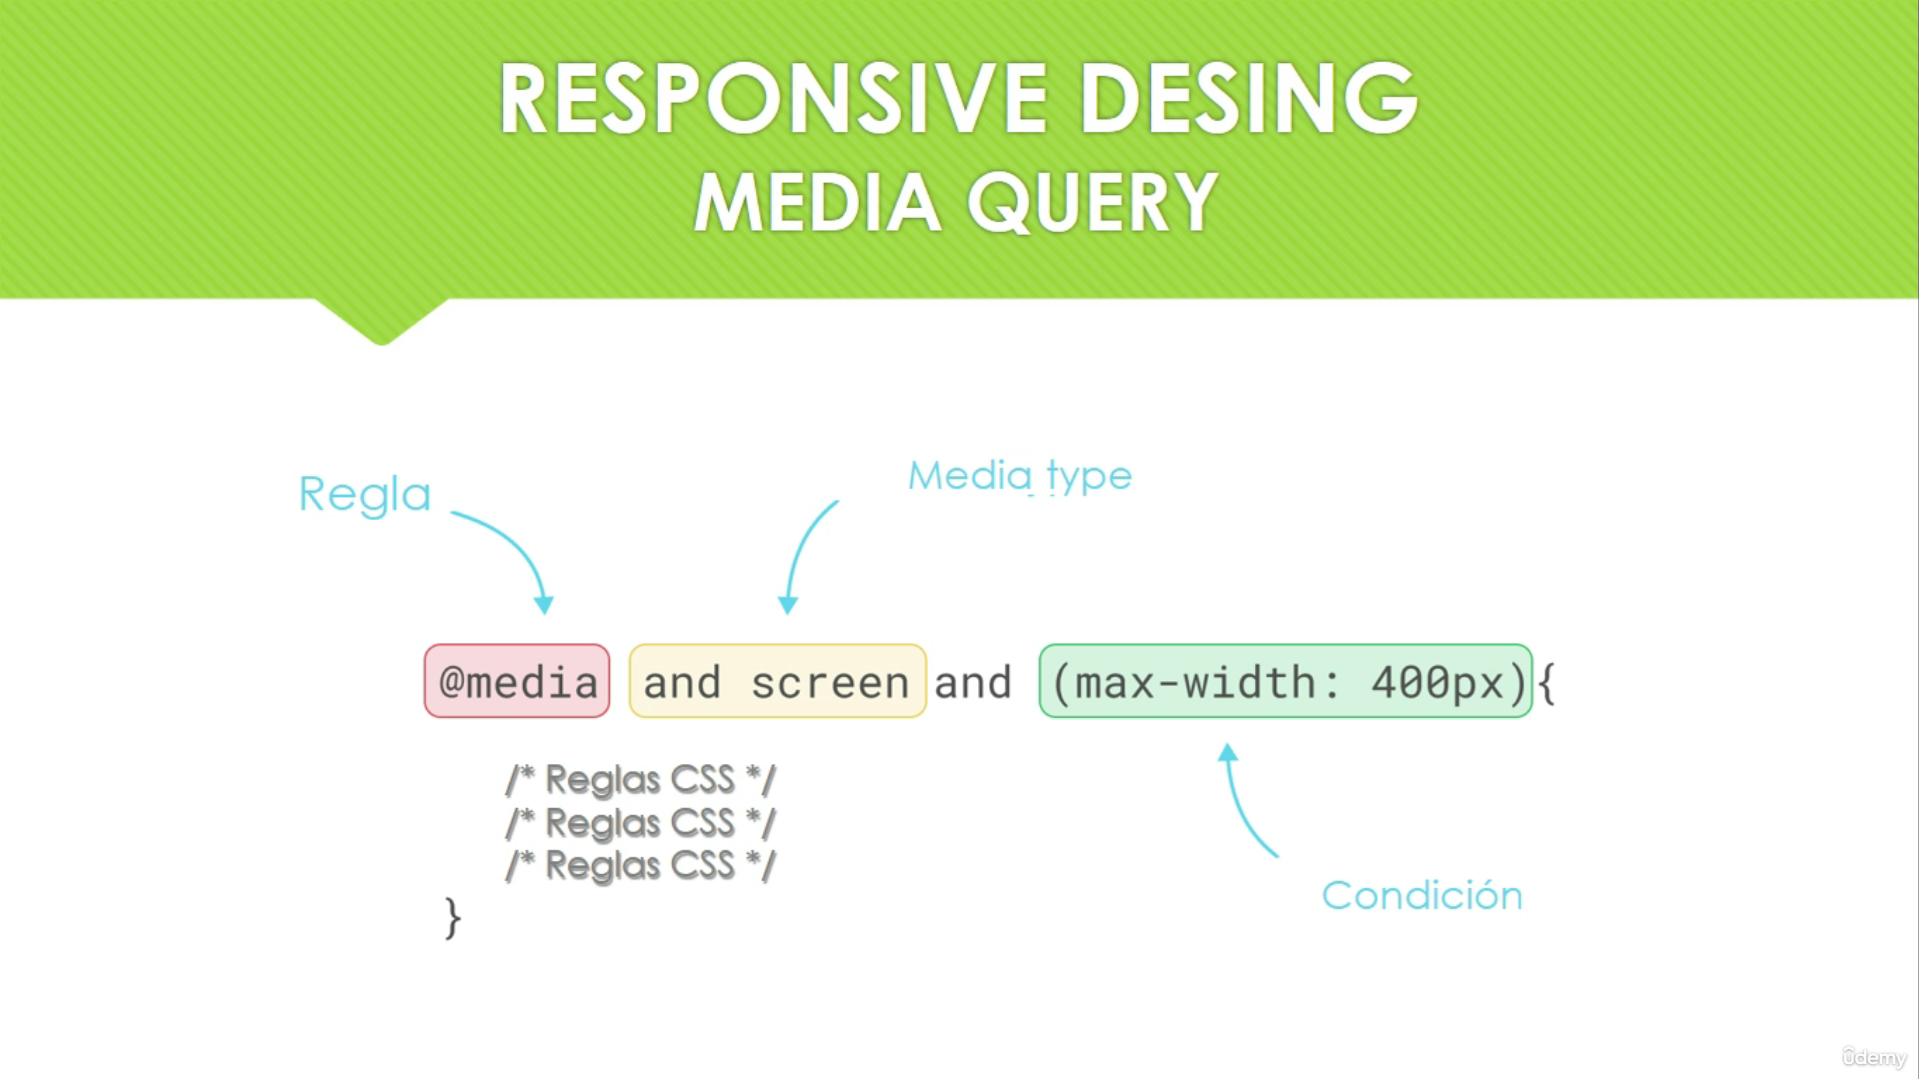 RESPONSIVE DESING
MEDIA QUERY
Regla
Media type
@media and screen and (max-width: 400px){
/* Reglas CSS */
/* Reglas CSS */
/* Reglas CSS */
}
Condición
ûdemy